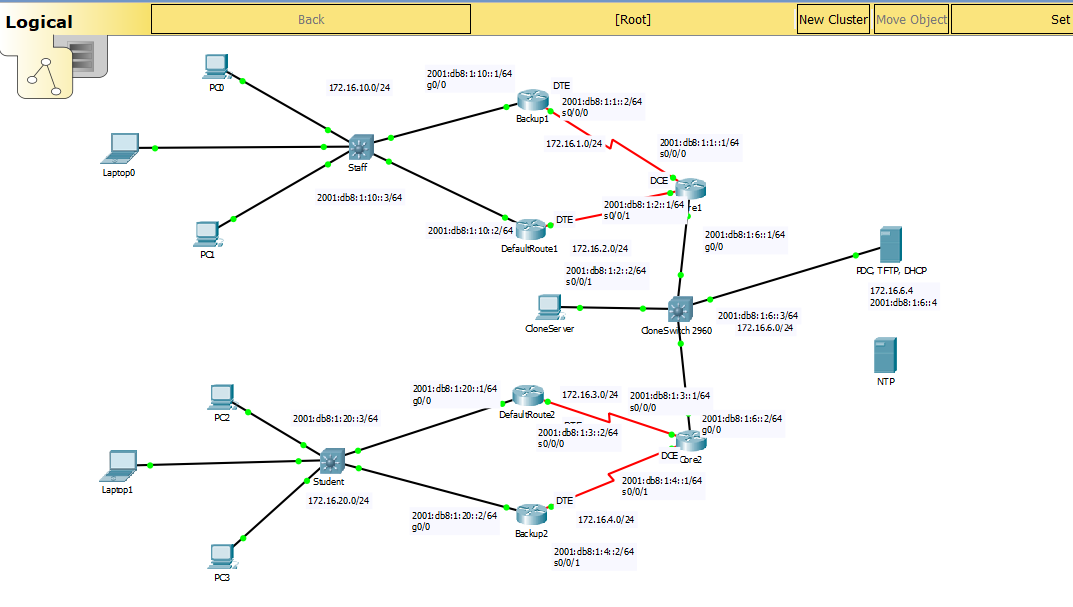 Logical
Back
[Root]
New Cluster
Move Object
Set
PC0
172.16.10.0/24
2001:db8:1:10::1/64
g0/0
DTE
2001:db8:1:1::2/64
s0/0/0
Backup1
172.16.1.0/24
2001:db8:1:1::1/64
s0/0/0
Laptop0
Staff
DCE
2001:db8:1:10::3/64
2001:db8:1:2::1/64
s0/0/1
re1
DTE
2001:db8:1:10::2/64
DefaultRoute1
172.16.2.0/24
2001:db8:1:6::1/64
g0/0
PC1
2001:db8:1:2::2/64
s0/0/1
PDC, TFTP, DHCP
172.16.6.4
2001:db8:1:6::4
CloneServer
CloneSwitch 2960
2001:db8:1:6::3/64
172.16.6.0/24
NTP
2001:db8:1:20::1/64
g0/0
172.16.3.0/24
2001:db8:1:3::1/64
s0/0/0
PC2
2001:db8:1:20::3/64
DefaultRoute2
2001:db8:1:6::2/64
g0/0
2001:db8:1:3::2/64
s0/0/0
DCE
Core2
Laptop1
Student
2001:db8:1:4::1/64
s0/0/1
172.16.20.0/24
DTE
2001:db8:1:20::2/64
g0/0
172.16.4.0/24
Backup2
2001:db8:1:4::2/64
s0/0/1
PC3